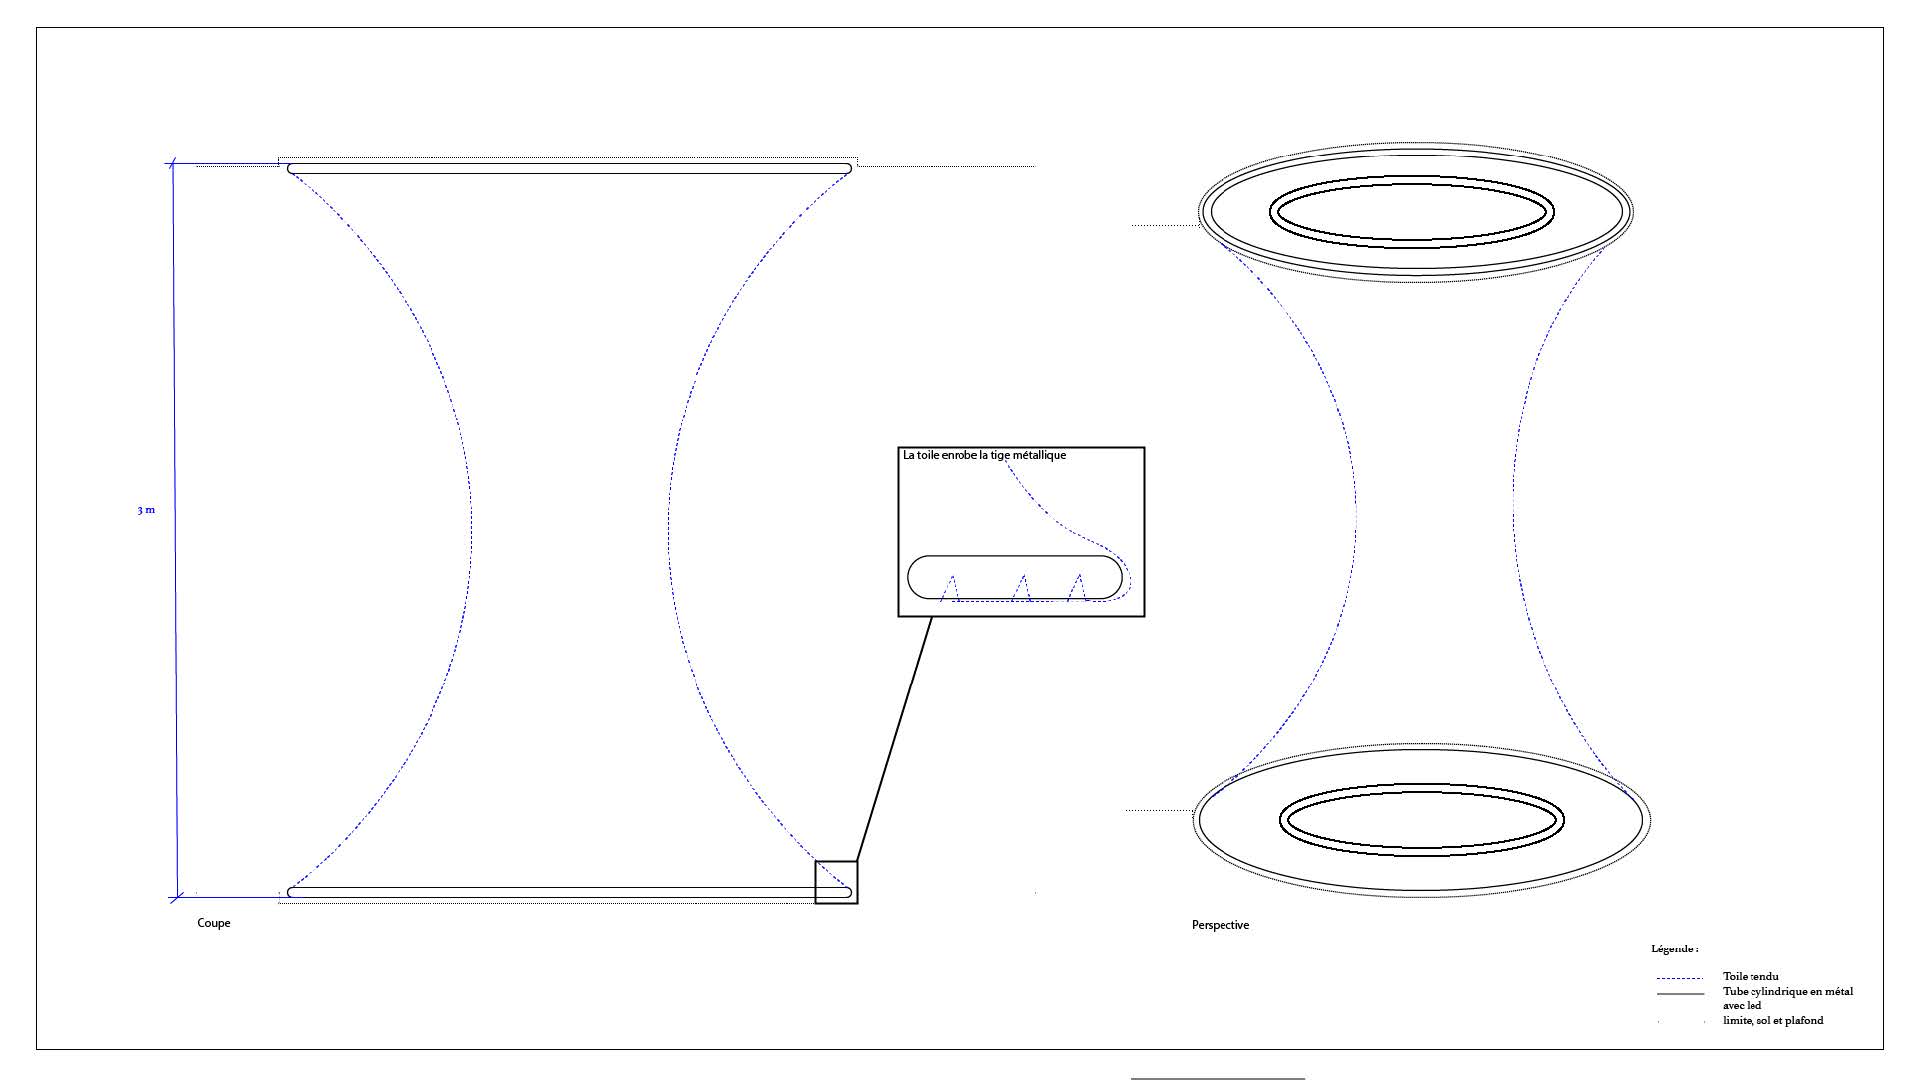 La toile enrobe la tige métallique
3 m
Coupe
Perspective
Légende :
Toile tendu
Tube cylindrique en métal
avec led
limite, sol et plafond